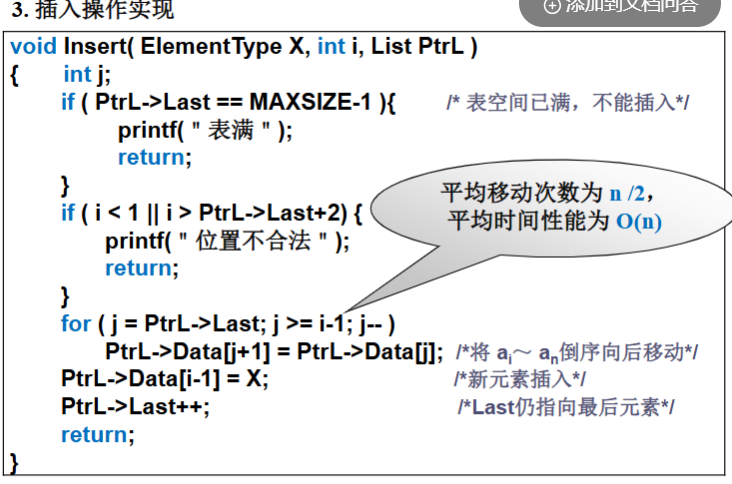 3. 插入操作实现
添加到文档问答
void Insert( ElementType X, int i, List PtrL )
{ int j;
if ( PtrL->Last == MAXSIZE-1 ){ /* 表空间已满，不能插入*/
printf( " 表满 " );
return;
}
if ( i < 1 || i > PtrL->Last+2) {
printf( " 位置不合法 " );
return;
}
平均移动次数为 n /2，
平均时间性能为 O(n)
for ( j = PtrL->Last; j >= i-1; j-- )
PtrL->Data[j+1] = PtrL->Data[j]; /*将 ai～ an倒序向后移动*/
PtrL->Data[i-1] = X; /*新元素插入*/
PtrL->Last++; /*Last仍指向最后元素*/
return;
}